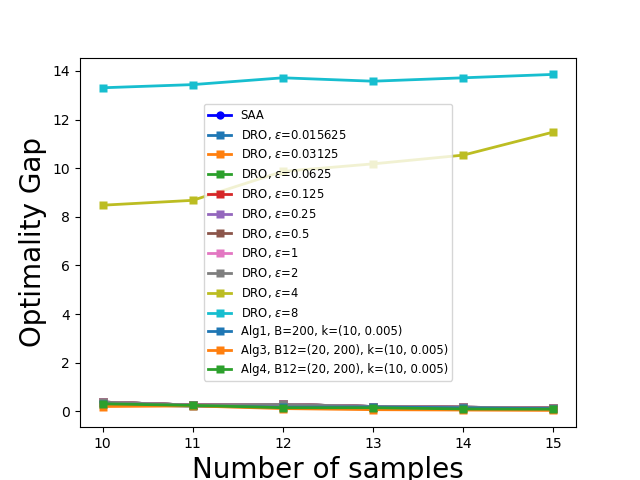 14
12
10
8
6
4
2
0
Optimality Gap
SAA
DRO, ε=0.015625
DRO, ε=0.03125
DRO, ε=0.0625
DRO, ε=0.125
DRO, ε=0.25
DRO, ε=0.5
DRO, ε=1
DRO, ε=2
DRO, ε=4
DRO, ε=8
Alg1, B=200, k=(10, 0.005)
Alg3, B12=(20, 200), k=(10, 0.005)
Alg4, B12=(20, 200), k=(10, 0.005)
10 11 12 13 14 15
Number of samples